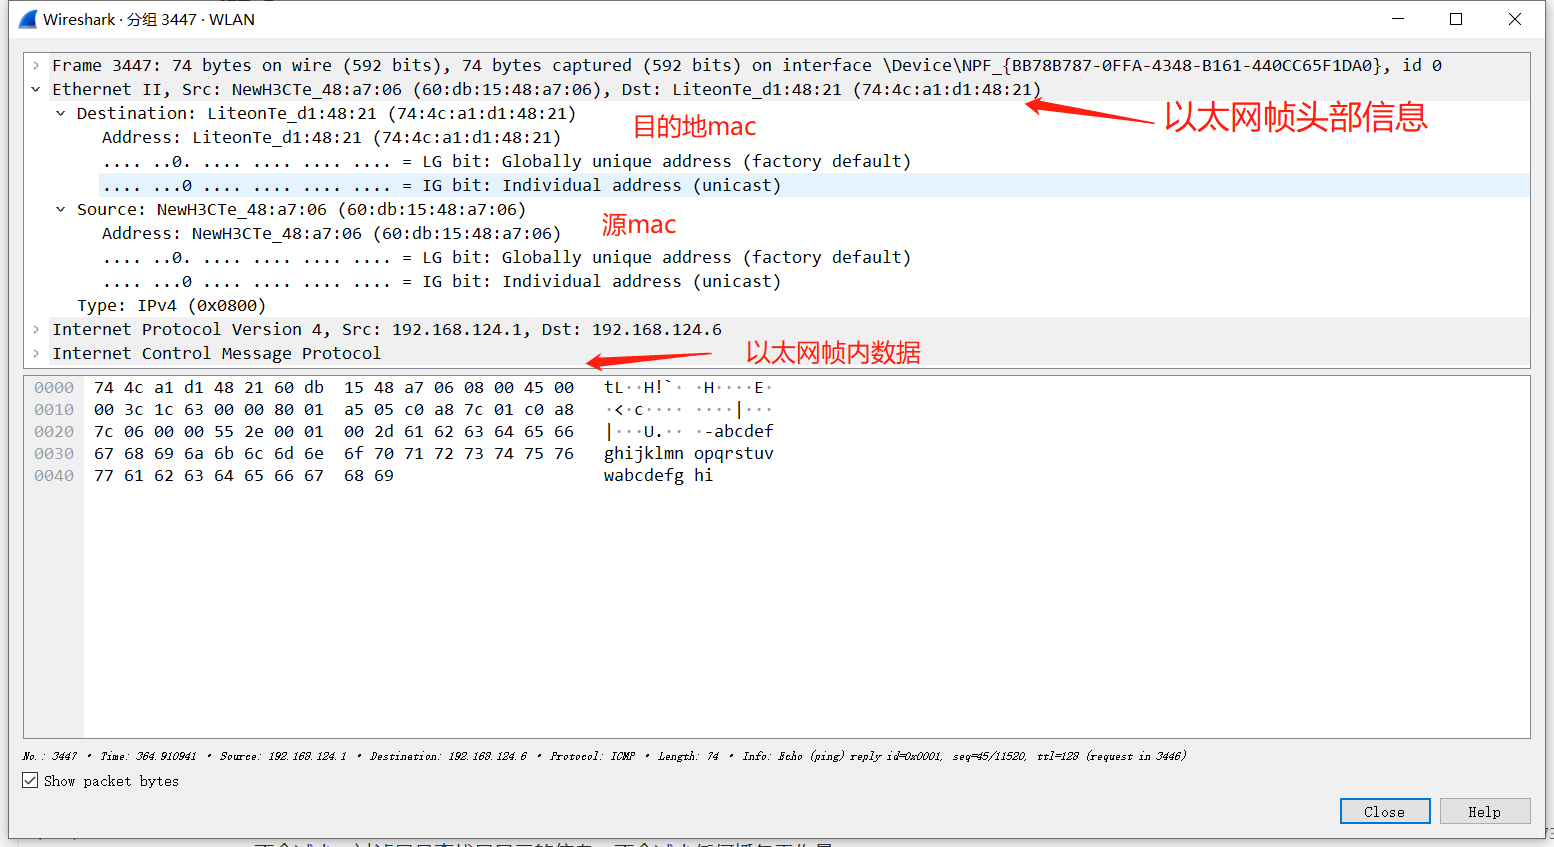 Wireshark · 分组 3447 · WLAN
Frame 3447: 74 bytes on wire (592 bits), 74 bytes captured (592 bits) on interface \Device\NPF_{BB78B787-0FFA-4348-B161-440CC65F1DA0}, id 0
Ethernet II, Src: NewH3CTe_48:a7:06 (60:db:15:48:a7:06), Dst: LiteonTe_d1:48:21 (74:4c:a1:d1:48:21)
以太网帧头部信息
Destination: LiteonTe_d1:48:21 (74:4c:a1:d1:48:21)
目的地mac
Address: LiteonTe_d1:48:21 (74:4c:a1:d1:48:21)
.... ..0. .... .... .... .... = LG bit: Globally unique address (factory default)
.... ...0 .... .... .... .... = IG bit: Individual address (unicast)
Source: NewH3CTe_48:a7:06 (60:db:15:48:a7:06)
源mac
Address: NewH3CTe_48:a7:06 (60:db:15:48:a7:06)
.... ..0. .... .... .... .... = LG bit: Globally unique address (factory default)
.... ...0 .... .... .... .... = IG bit: Individual address (unicast)
Type: IPv4 (0x0800)
Internet Protocol Version 4, Src: 192.168.124.1, Dst: 192.168.124.6
Internet Control Message Protocol
以太网帧内数据
0000 74 4c a1 d1 48 21 60 db 15 48 a7 06 08 00 45 00 tL··H!`· ·H····E·
0010 00 3c 1c 63 00 00 80 01 a5 05 c0 a8 7c 01 c0 a8 ·<·c···· ····|···
0020 7c 06 00 00 55 2e 00 01 00 2d 61 62 63 64 65 66 |···U.·· ·-abcdef
0030 67 68 69 6a 6b 6c 6d 6e 6f 70 71 72 73 74 75 76 ghijklmn opqrstuv
0040 77 61 62 63 64 65 66 67 68 69 wabcdefg hi
No.: 3447 · Time: 364.910941 · Source: 192.168.124.1 · Destination: 192.168.124.6 · Protocol: ICMP · Length: 74 · Info: Echo (ping) reply id=0x0001, seq=45/11520, ttl=128 (request in 3446)
Show packet bytes
Close
Help